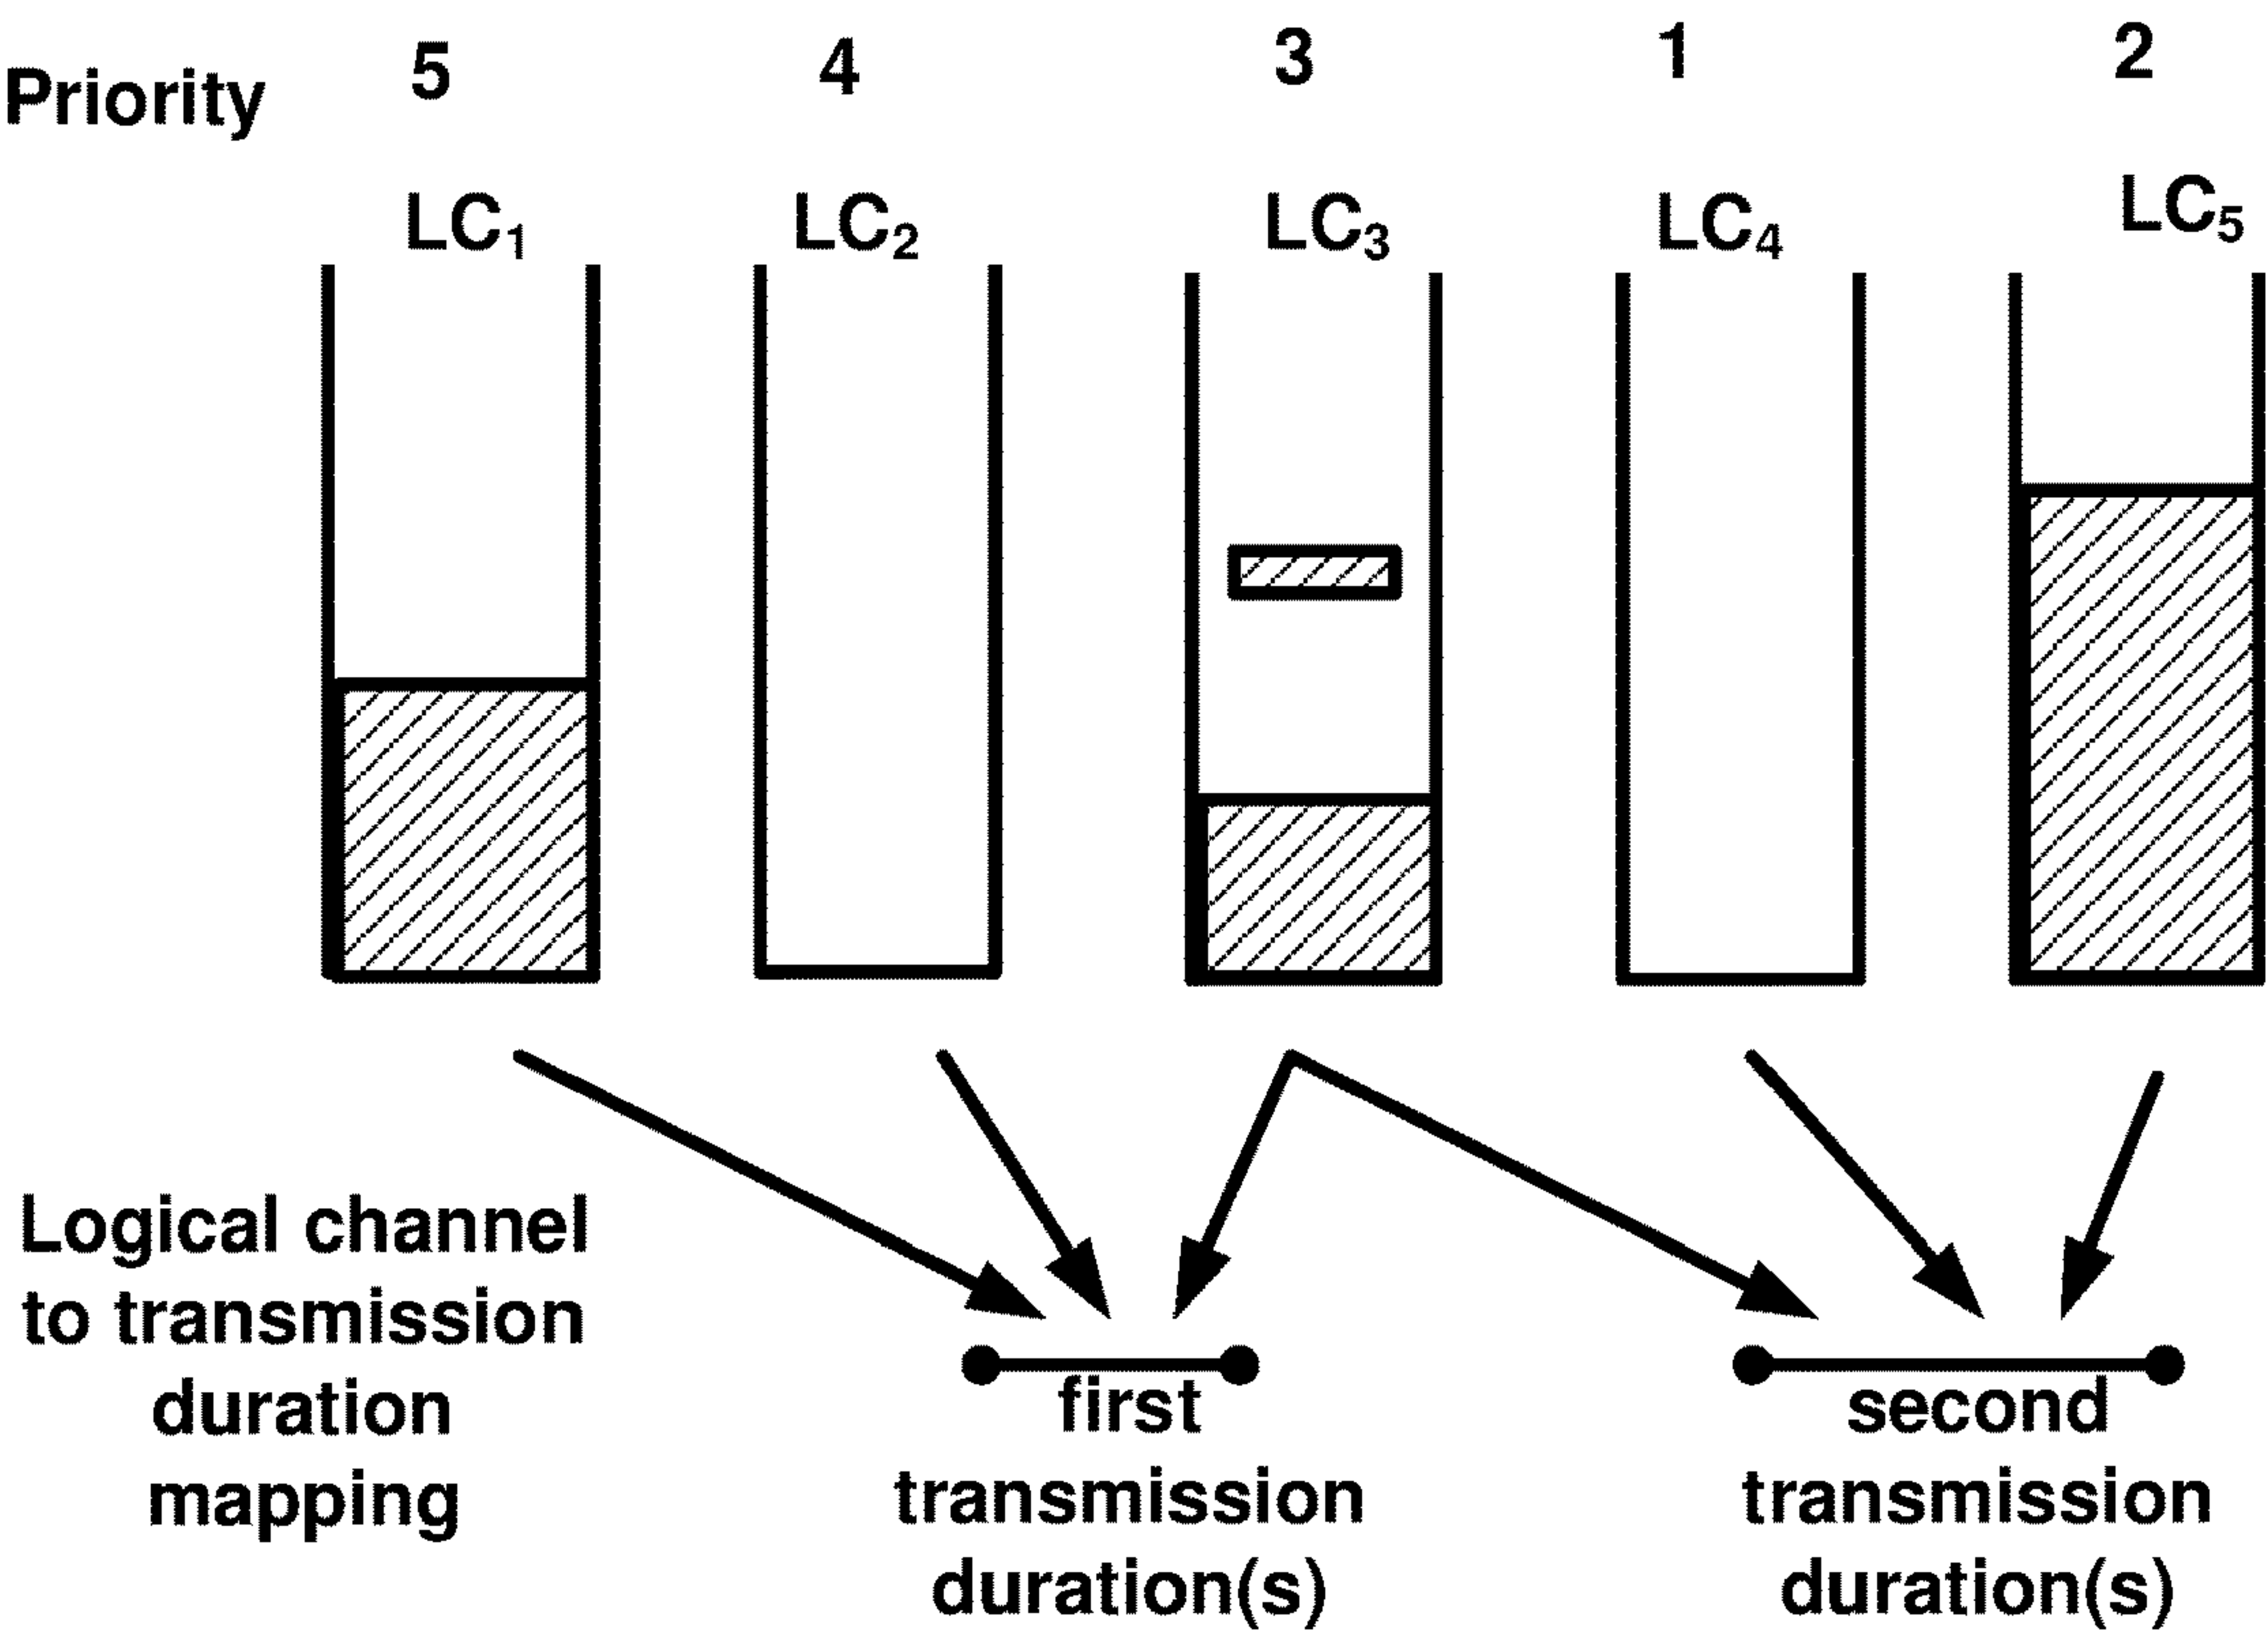 Priority 5 4 3 1 2
LC1 LC2 LC3 LC4 LC5
Logical channel
to transmission
duration
mapping
first
transmission
duration(s)
second
transmission
duration(s)